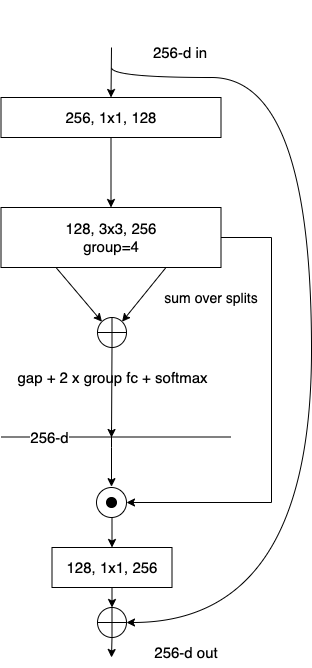 256-d in
256, 1x1, 128
128, 3x3, 256
group=4
sum over splits
gap + 2 x group fc + softmax
256-d
128, 1x1, 256
256-d out